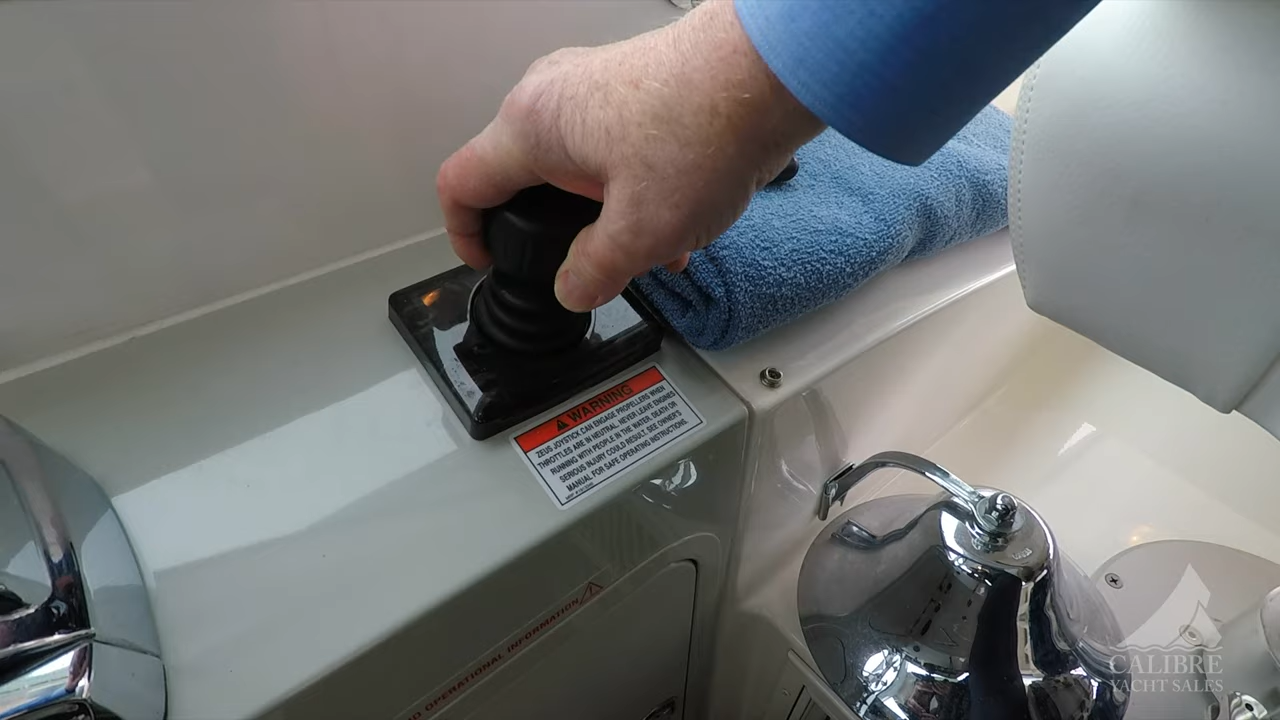 WARNING
ZEUS JOYSTICK CAN ENGAGE PROPELLERS WHEN
THROTTLES ARE IN NEUTRAL. NEVER LEAVE ENGINES
RUNNING WITH PEOPLE IN THE WATER. DEATH OR
SERIOUS INJURY COULD RESULT. SEE OWNER'S
MANUAL FOR SAFE OPERATING INSTRUCTIONS.
OPERATIONAL INFORMATION
CALIBRE
YACHT SALES